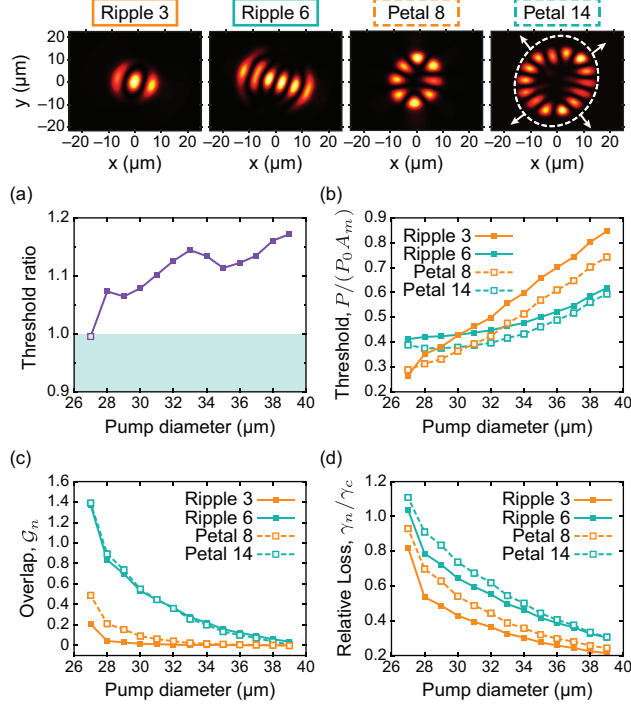 Ripple 3 Ripple 6 Petal 8 Petal 14
20
10
0
−10
−20
y (µm)
−20 −10 0 10 20 −20 −10 0 10 20 −20 −10 0 10 20 −20 −10 0 10 20
x (µm) x (µm) x (µm) x (µm)
(a)
1.2
1.1
1.0
0.9
Threshold ratio
26 28 30 32 34 36 38 40
Pump diameter (µm)
(b)
0.9
0.8
0.7
0.6
0.5
0.4
0.3
0.2
Threshold, P/(P₀Aₘ)
Ripple 3
Ripple 6
Petal 8
Petal 14
26 28 30 32 34 36 38 40
Pump diameter (µm)
(c)
1.6
1.4
1.2
1.0
0.8
0.6
0.4
0.2
0
Overlap, 𝒢ₙ
Ripple 3
Ripple 6
Petal 8
Petal 14
26 28 30 32 34 36 38 40
Pump diameter (µm)
(d)
1.2
1.0
0.8
0.6
0.4
0.2
Relative Loss, γₙ/γ_c
Ripple 3
Ripple 6
Petal 8
Petal 14
26 28 30 32 34 36 38 40
Pump diameter (µm)